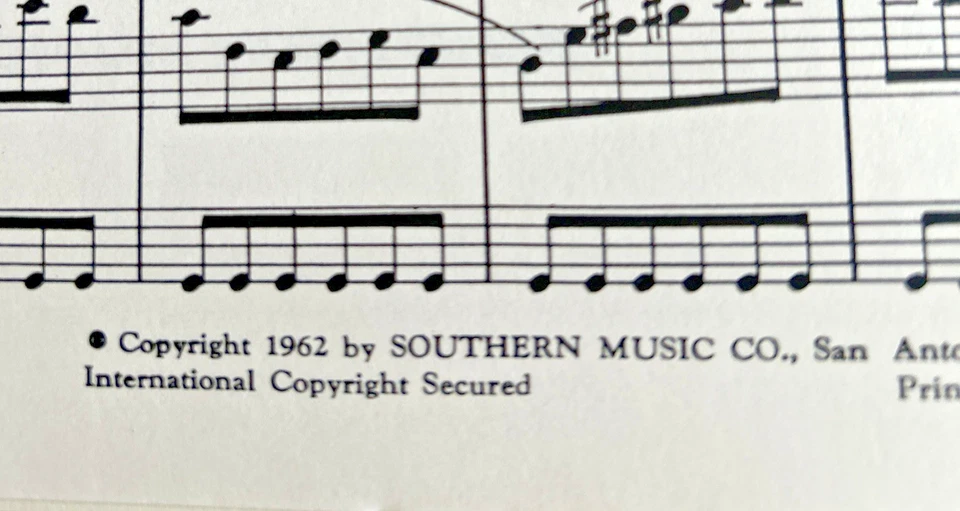 © Copyright 1962 by SOUTHERN MUSIC CO., San
International Copyright Secured